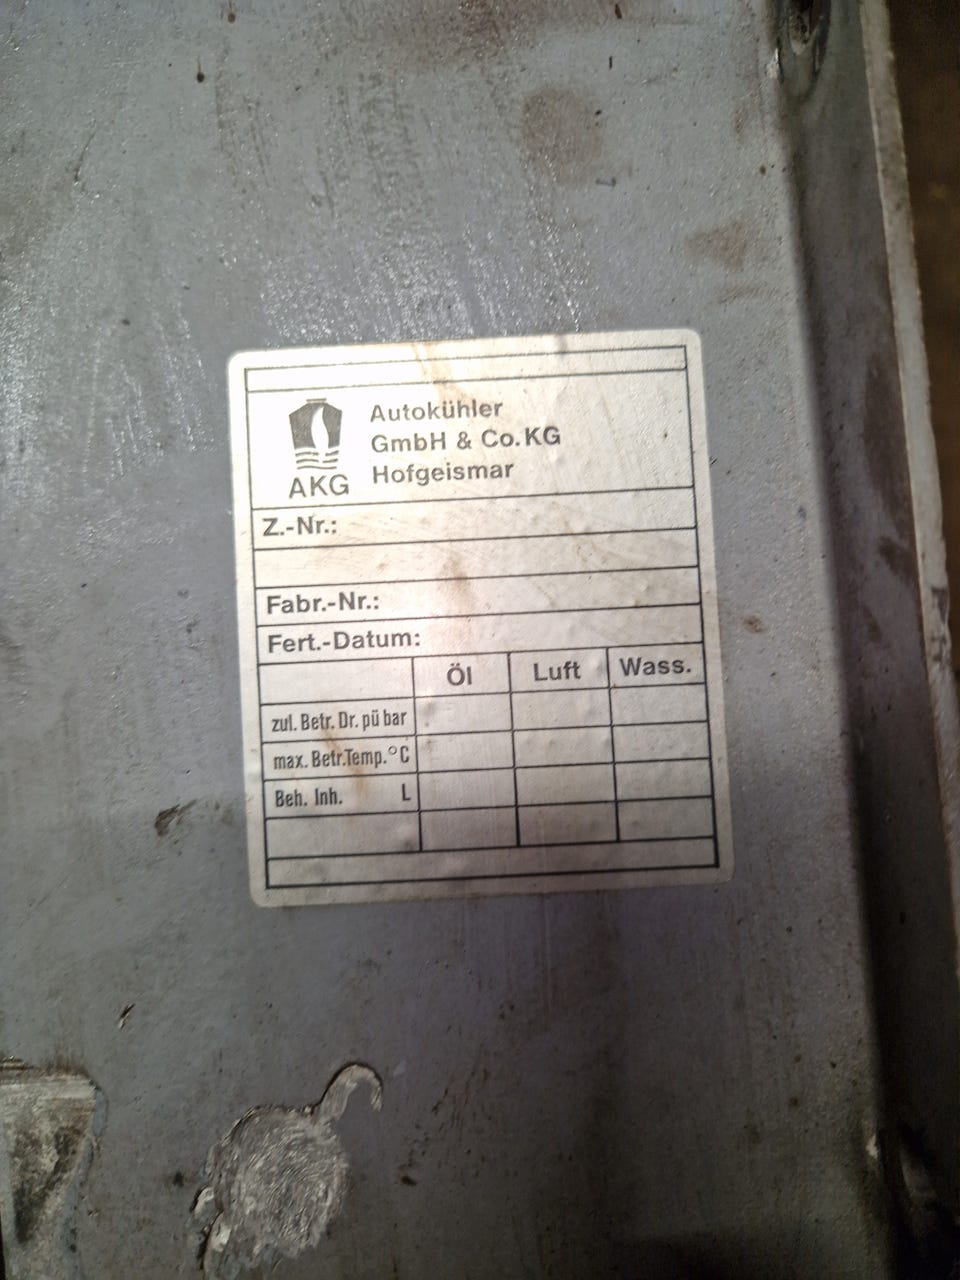 Autokühler
GmbH & Co. KG
Hofgeismar
AKG
Z.-Nr.:
Fabr.-Nr.:
Fert.-Datum:
Öl Luft Wass.
zul. Betr. Dr. pü bar
max. Betr.Temp. °C
Beh. Inh. L